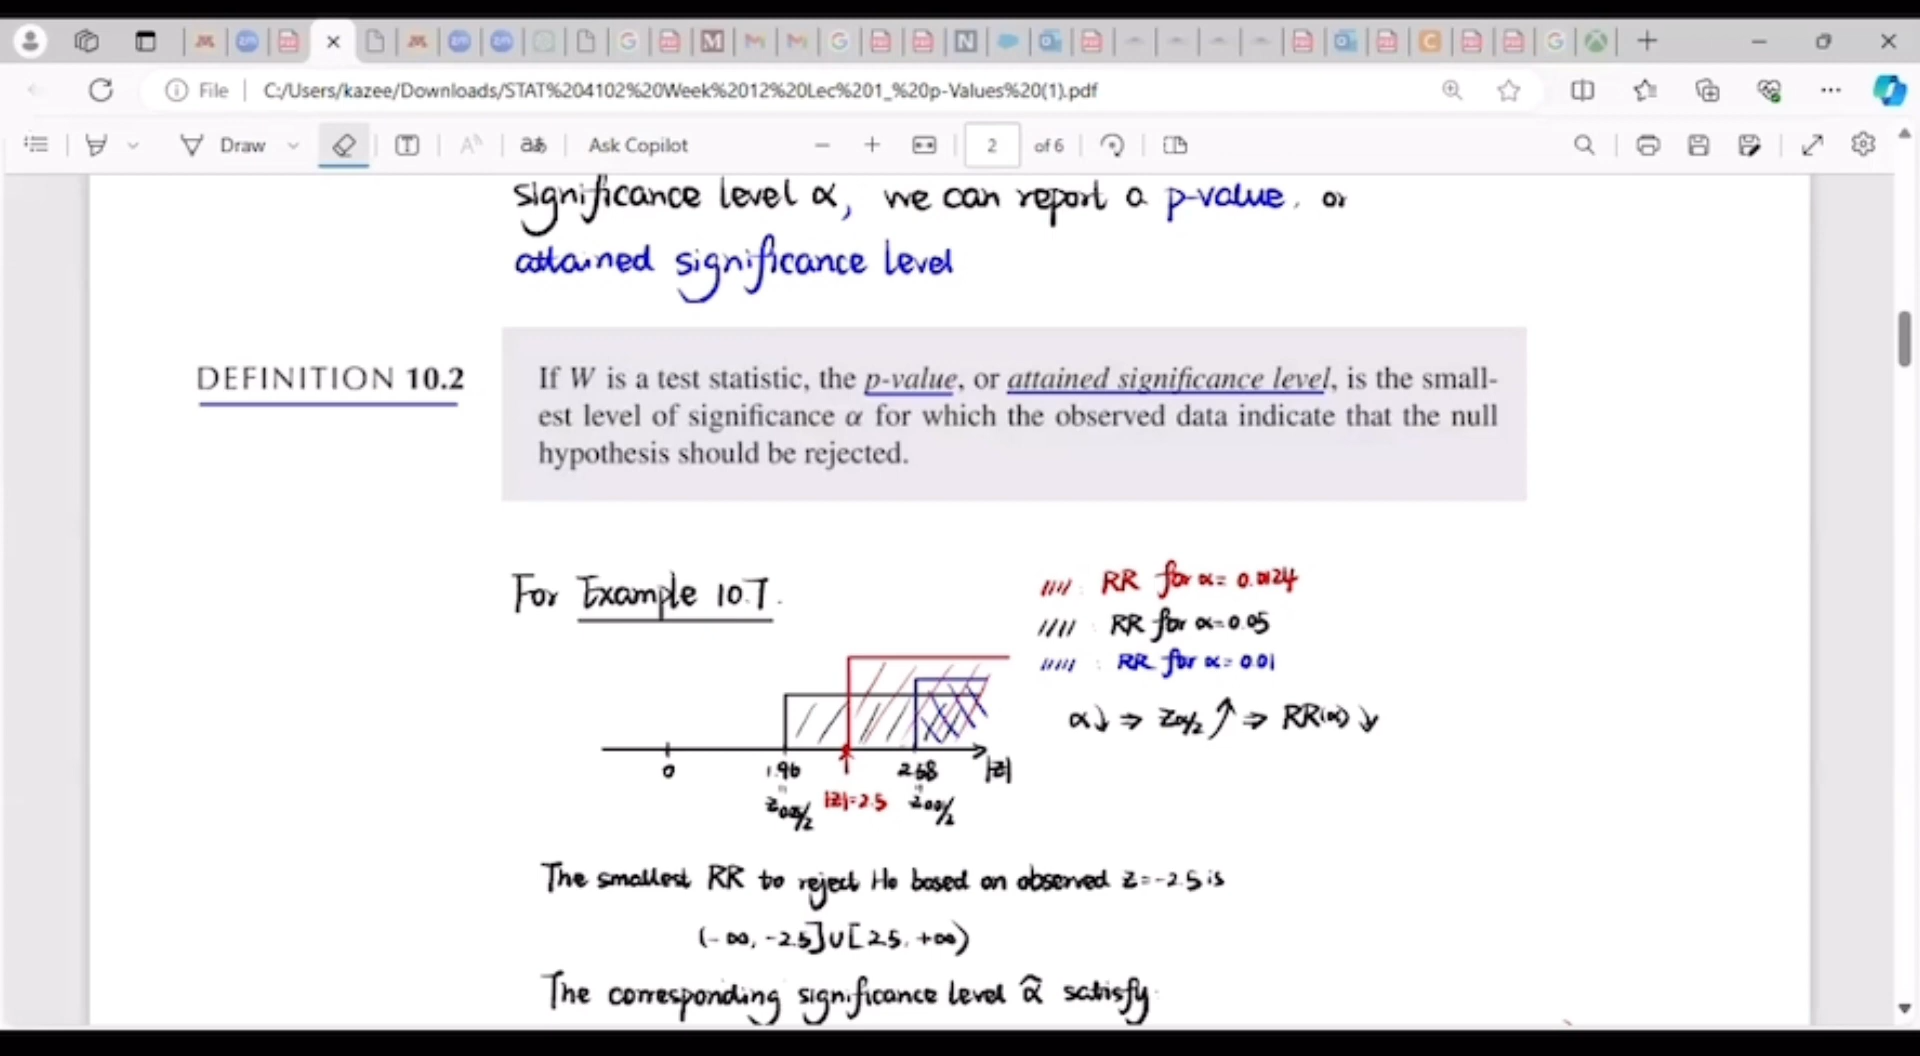 File
C:/Users/kazee/Downloads/STAT%204102%20Week%2012%20Lec%201_%20p-Values%20(1).pdf
Draw
Ask Copilot
2 of 6
significance level α, we can report a p-value, or
attained significance level
DEFINITION 10.2
If W is a test statistic, the p-value, or attained significance level, is the small-
est level of significance α for which the observed data indicate that the null
hypothesis should be rejected.
For Example 10.7.
RR for α = 0.0124
RR for α = 0.05
RR for α = 0.01
α↓ ⇒ Zα/2 ↑ ⇒ RR(α) ↓
0 1.96 2.58 |Z|
Z0.05/2 |Z|=2.5
The smallest RR to reject Ho based on observed Z = -2.5 is
(-∞, -2.5] ∪ [2.5, +∞)
The corresponding significance level α̂ satisfy